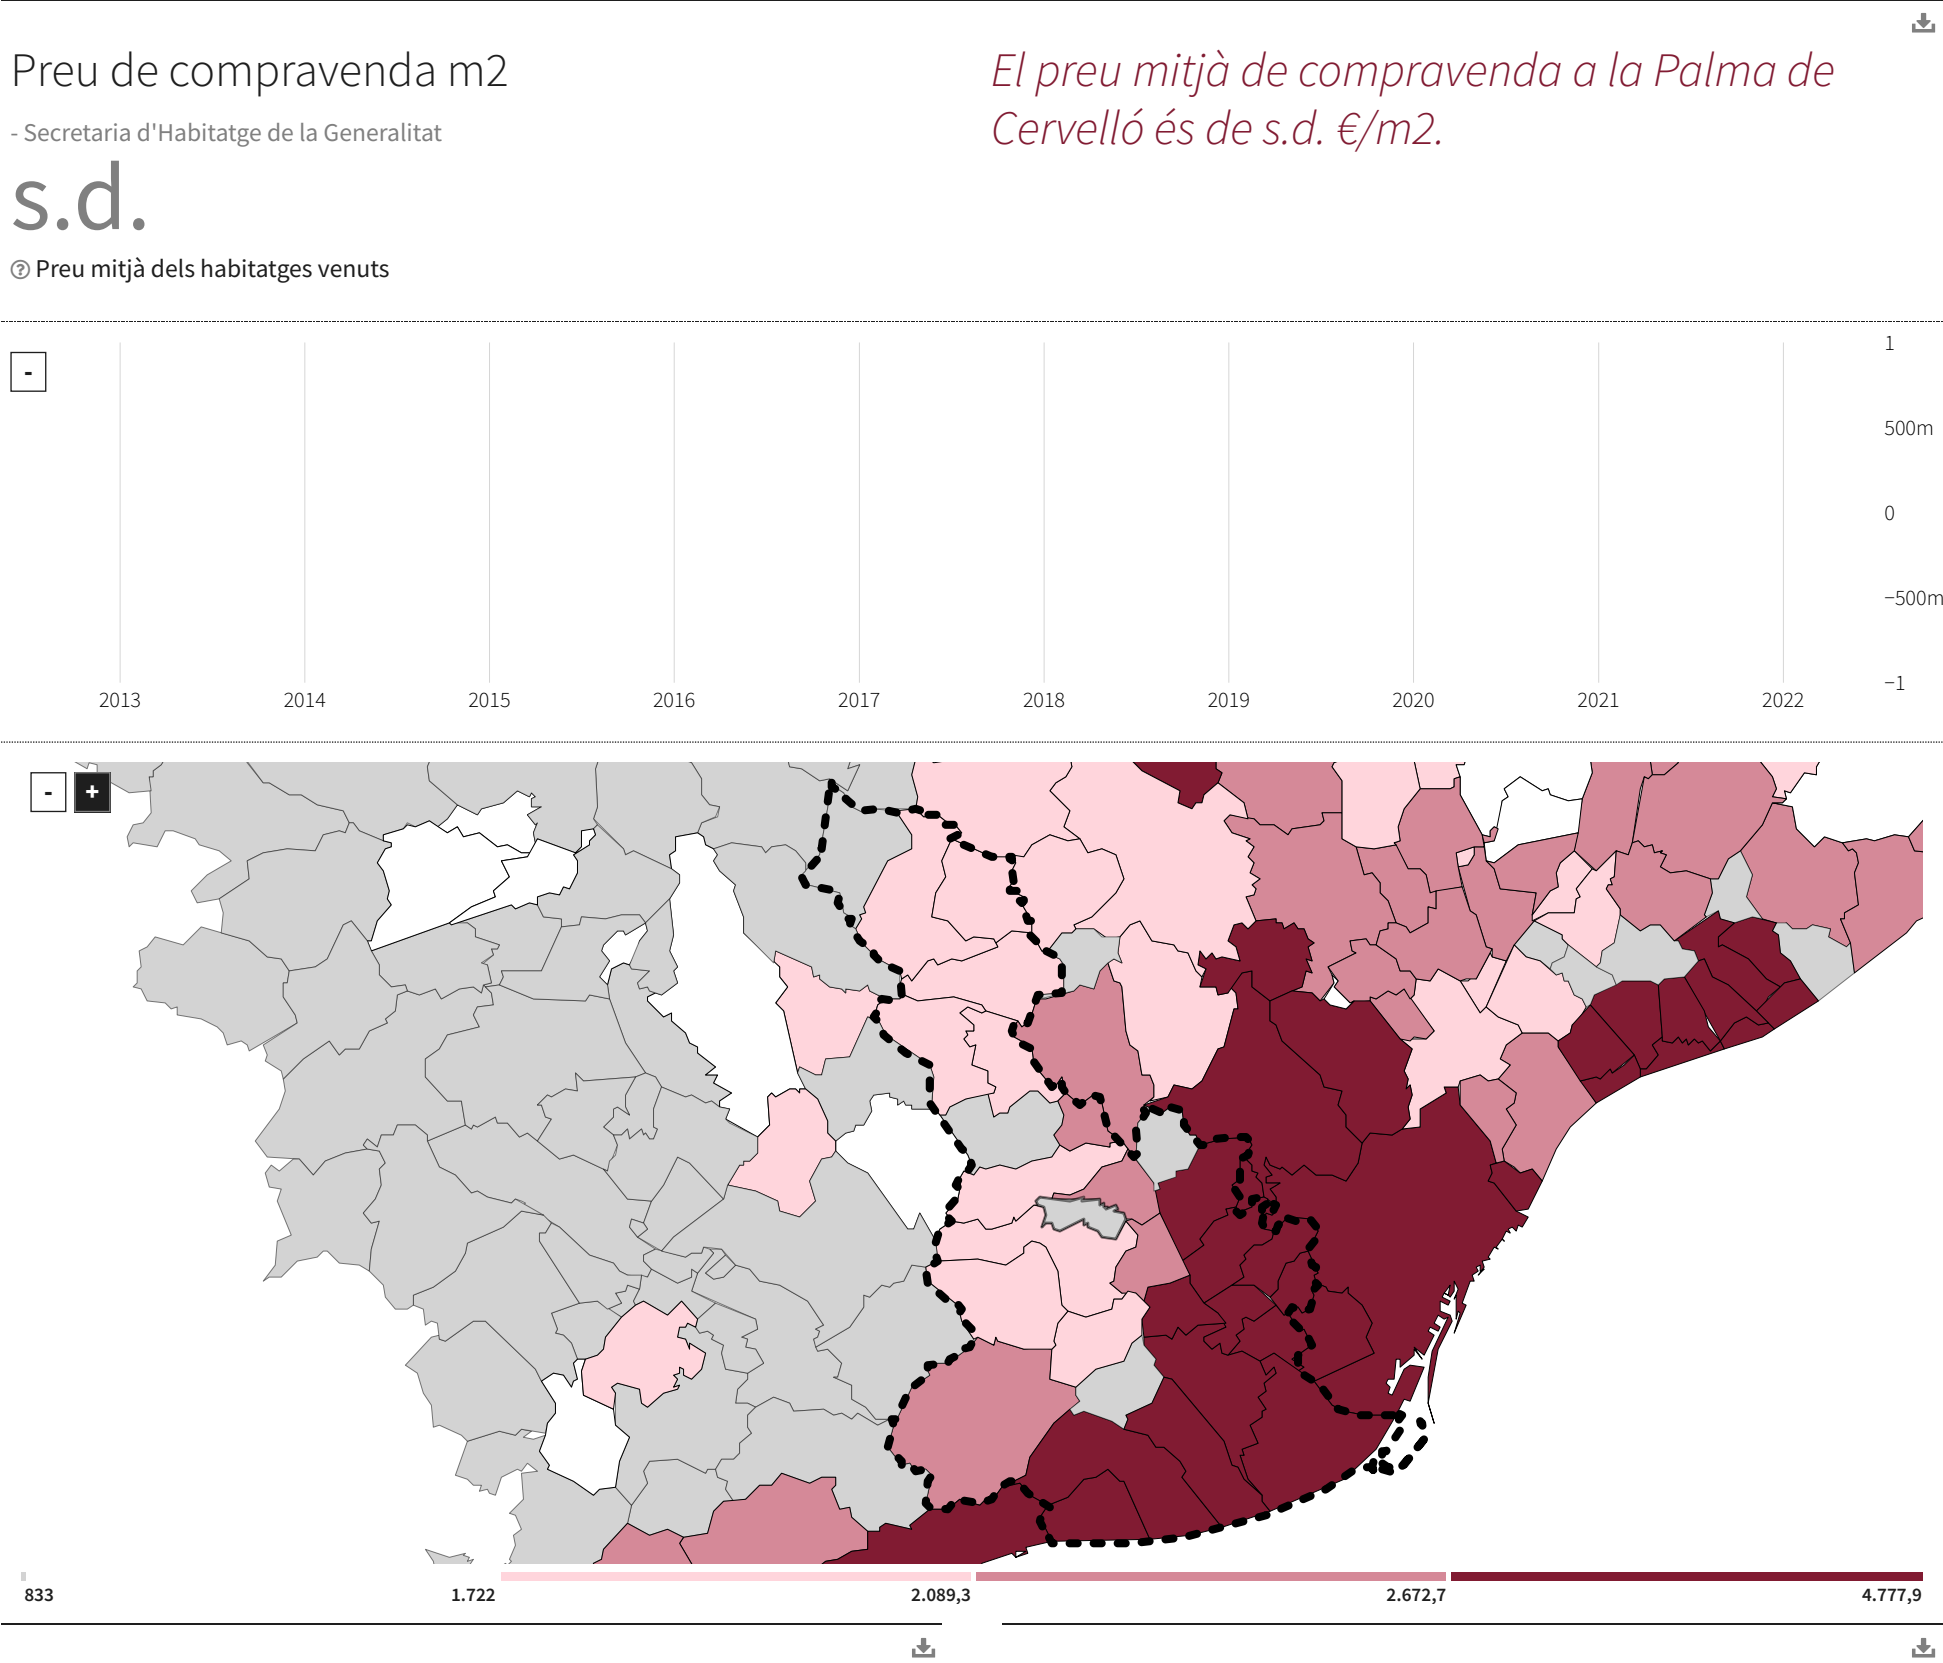 Preu de compravenda m2
- Secretaria d'Habitatge de la Generalitat
s.d.
? Preu mitjà dels habitatges venuts
El preu mitjà de compravenda a la Palma de
Cervelló és de s.d. €/m2.
-
1
500m
0
−500m
−1
2013 2014 2015 2016 2017 2018 2019 2020 2021 2022
- +
833 1.722 2.089,3 2.672,7 4.777,9